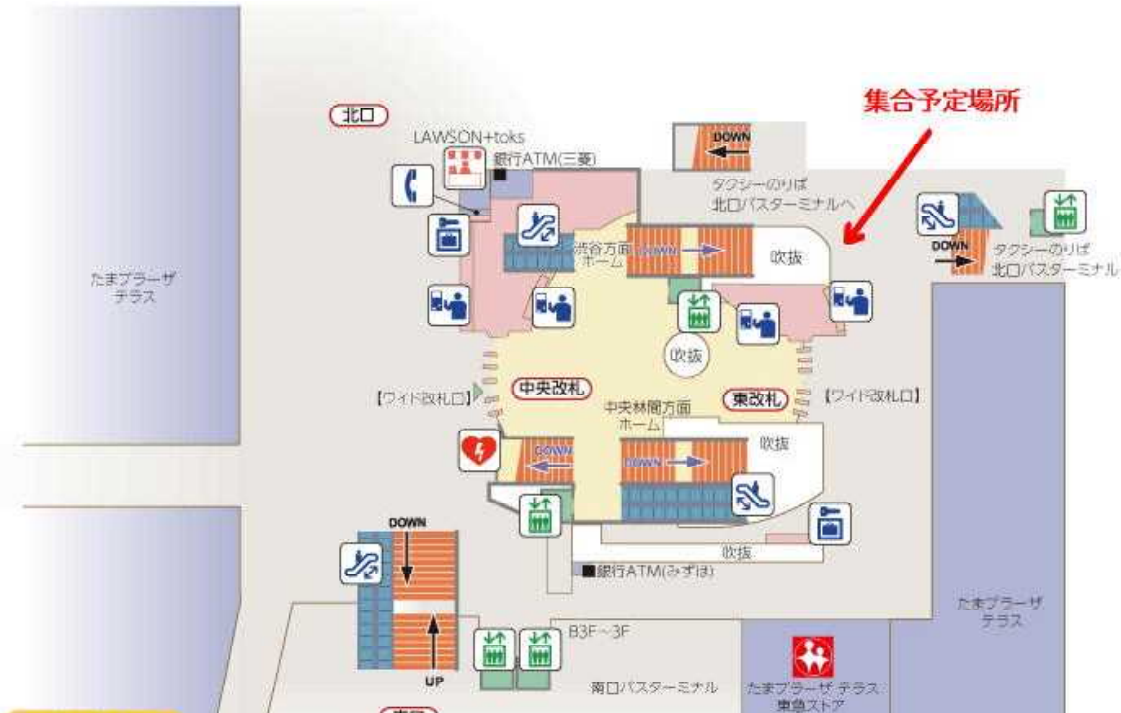 集合予定場所
北口
LAWSON+toks
銀行ATM(三菱)
DOWN
タクシーのりば
北口バスターミナルへ
DOWN
タクシーのりば
北口バスターミナル
たまプラーザ
テラス
渋谷方面
ホーム
DOWN
吹抜
吹抜
【ワイド改札口】
中央改札
東改札
【ワイド改札口】
中央林間方面
ホーム
吹抜
DOWN
DOWN
吹抜
■銀行ATM(みずほ)
DOWN
UP
B3F～3F
南口バスターミナル
たまプラーザ テラス
東急ストア
たまプラーザ
テラス